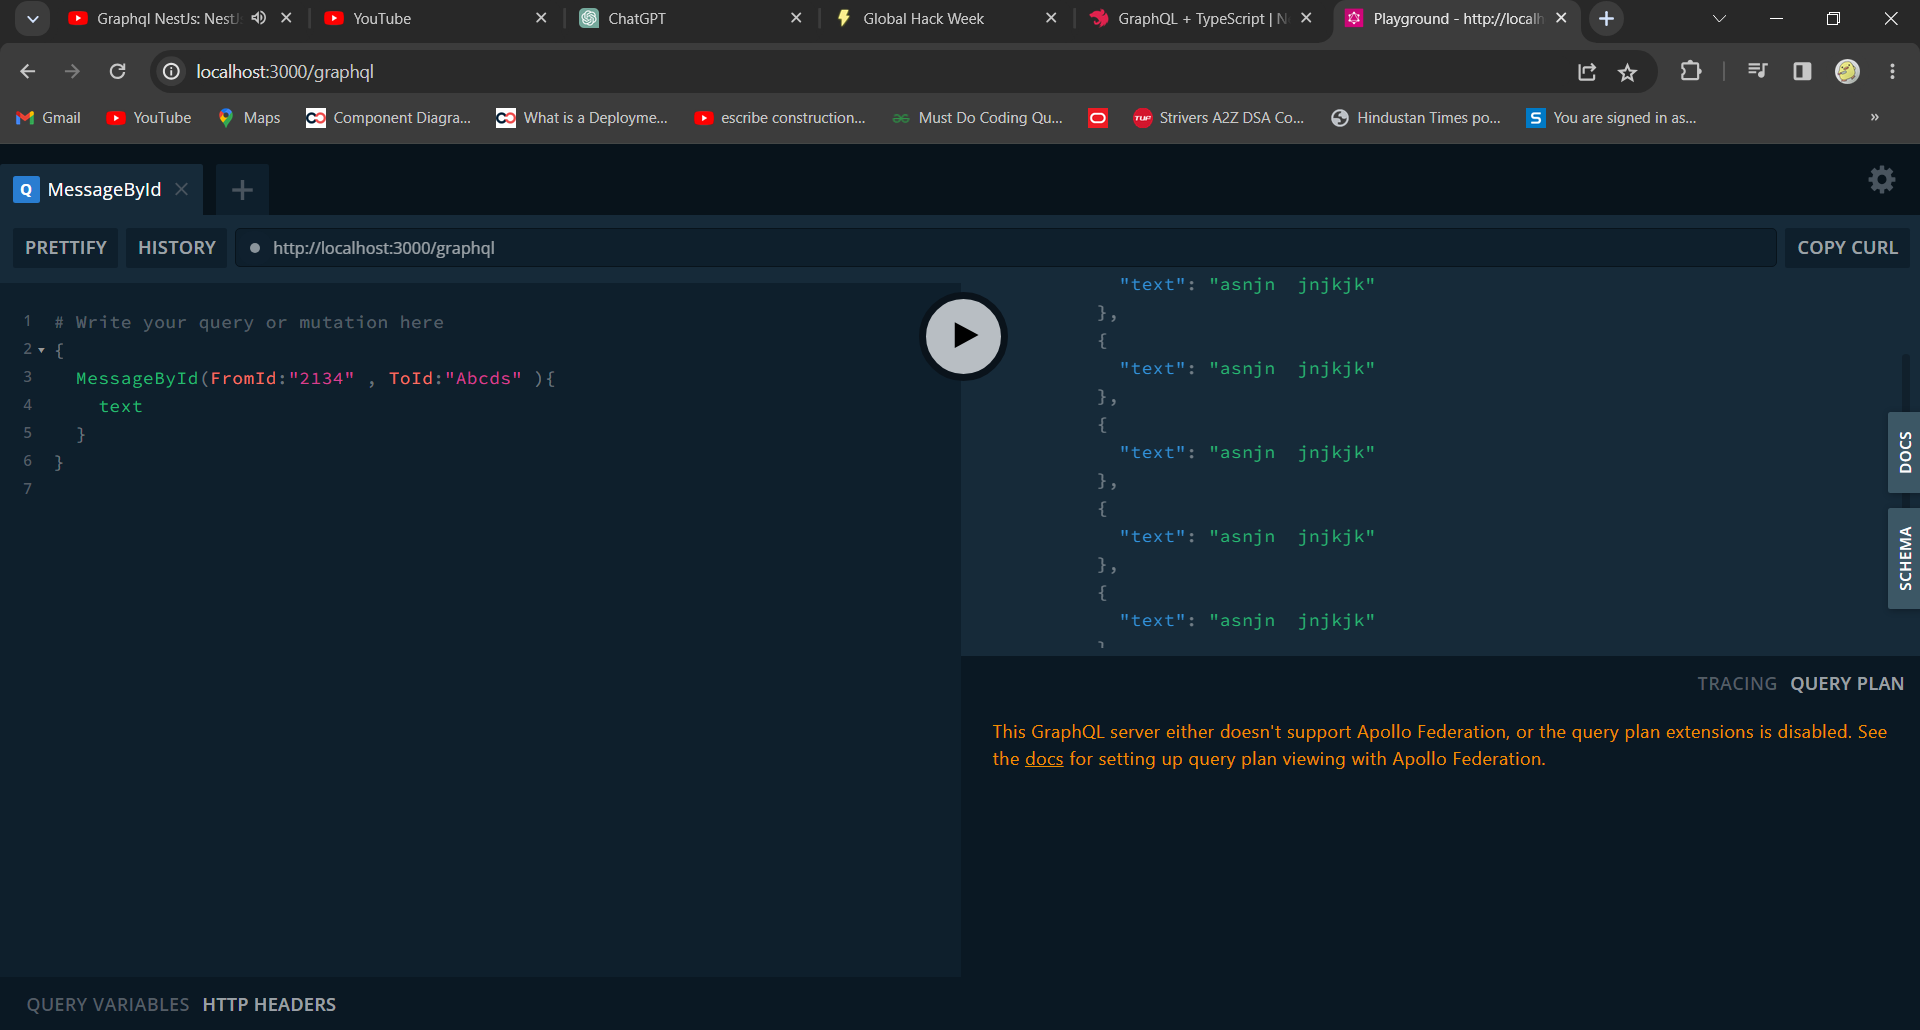 Graphql NestJs: NestJ
YouTube
ChatGPT
Global Hack Week
GraphQL + TypeScript | N
Playground - http://localh
localhost:3000/graphql
Gmail
YouTube
Maps
Component Diagra...
What is a Deployme...
escribe construction...
Must Do Coding Qu...
TUF
Strivers A2Z DSA Co...
Hindustan Times po...
S
You are signed in as...
»
Q MessageById
PRETTIFY
HISTORY
http://localhost:3000/graphql
COPY CURL
1 # Write your query or mutation here
2 {
3 MessageById(FromId:"2134" , ToId:"Abcds" ){
4 text
5 }
6 }
7
"text": "asnjn  jnjkjk"
},
{
"text": "asnjn  jnjkjk"
},
{
"text": "asnjn  jnjkjk"
},
{
"text": "asnjn  jnjkjk"
},
{
"text": "asnjn  jnjkjk"
}
DOCS
SCHEMA
TRACING QUERY PLAN
This GraphQL server either doesn't support Apollo Federation, or the query plan extensions is disabled. See
the docs for setting up query plan viewing with Apollo Federation.
QUERY VARIABLES HTTP HEADERS